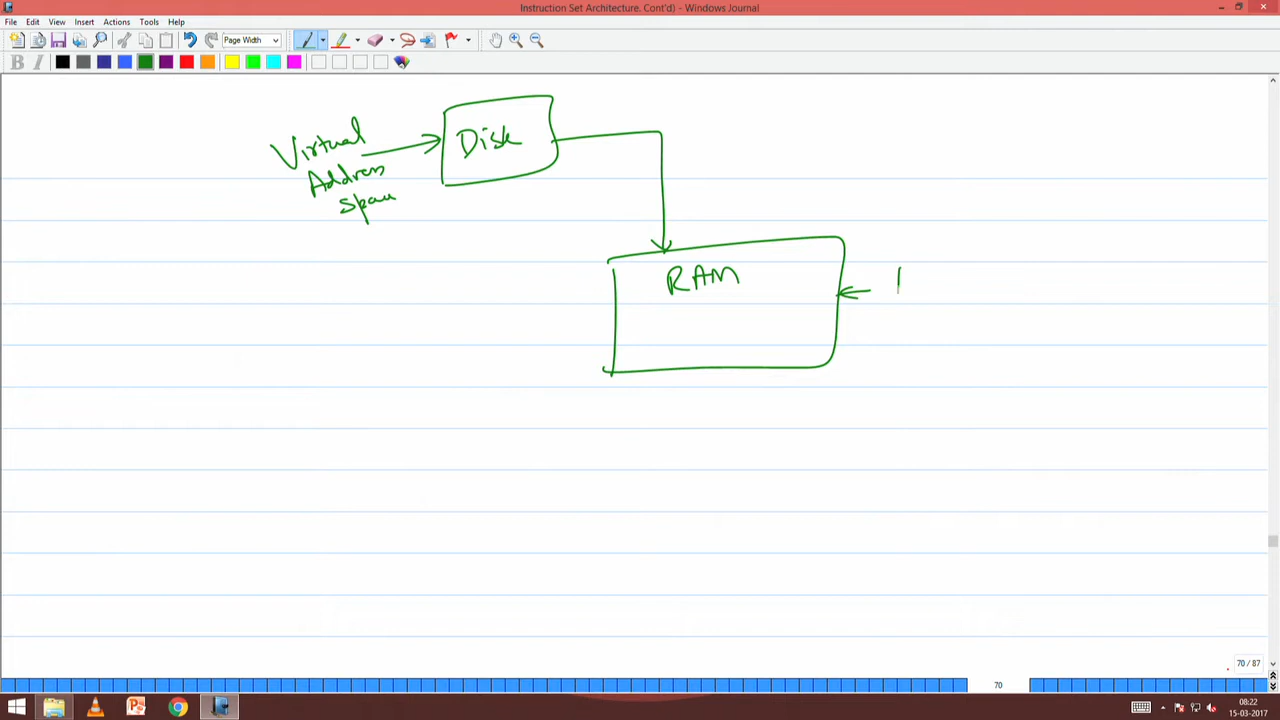 Instruction Set Architecture. Cont'd) - Windows Journal
File Edit View Insert Actions Tools Help
Page Width
B I
Virtual
Address
Space
Disk
RAM
70 / 87
70
08:22
15-03-2017